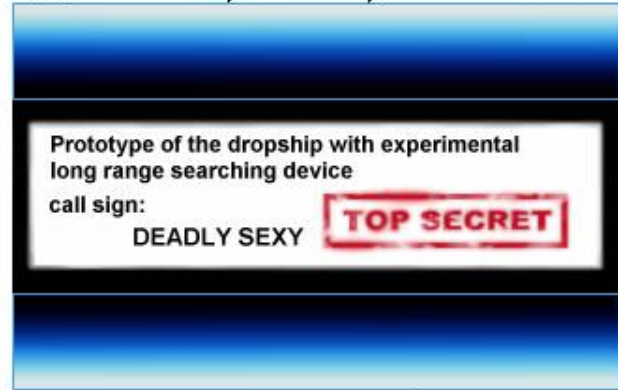 Prototype of the dropship with experimental
long range searching device
call sign:
DEADLY SEXY
TOP SECRET